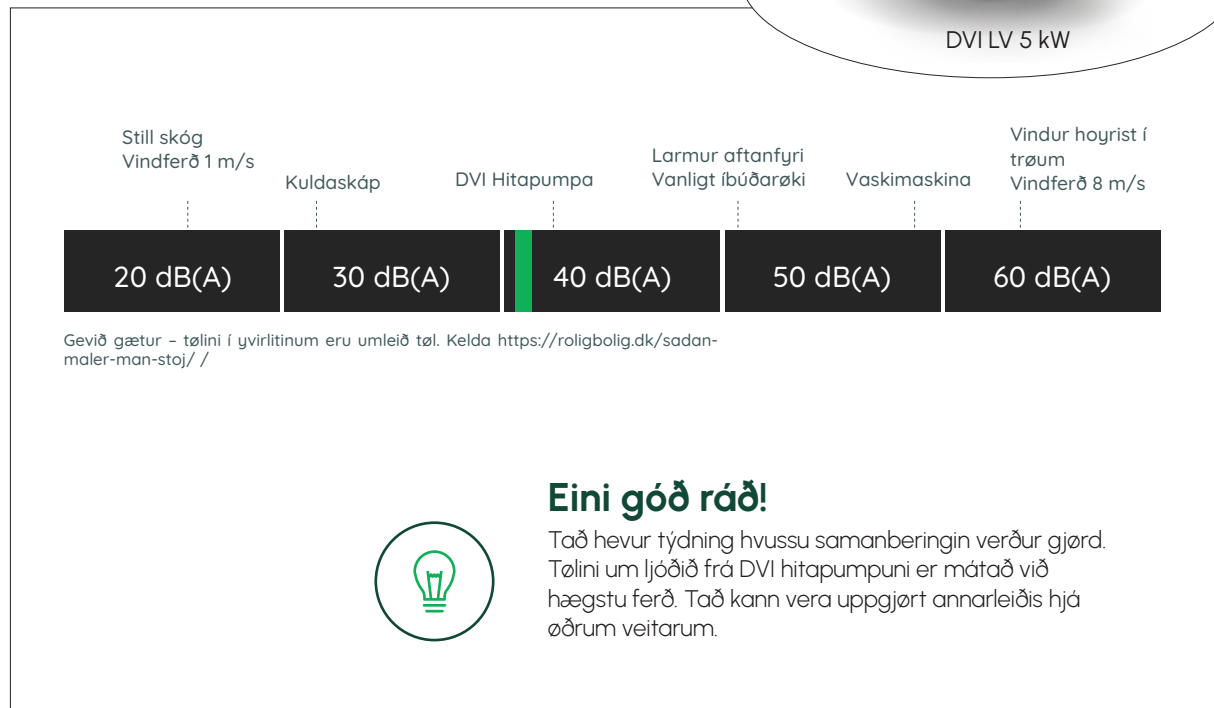 DVI LV 5 kW
Still skóg
Vindferð 1 m/s
Kuldaskáp
DVI Hitapumpa
Larmur aftanfyri
Vanligt íbúðarøki
Vaskimaskina
Vindur hoyrist í
trøum
Vindferð 8 m/s
20 dB(A)
30 dB(A)
40 dB(A)
50 dB(A)
60 dB(A)
Gevið gætur – tølini í yvirlitinum eru umleið tøl. Kelda https://roligbolig.dk/sadan-
maler-man-stoj/ /
Eini góð ráð!
Tað hevur týdning hvussu samanberingin verður gjørd.
Tølini um ljóðið frá DVI hitapumpuni er mátað við
hægstu ferð. Tað kann vera uppgjørt annarleiðis hjá
øðrum veitarum.